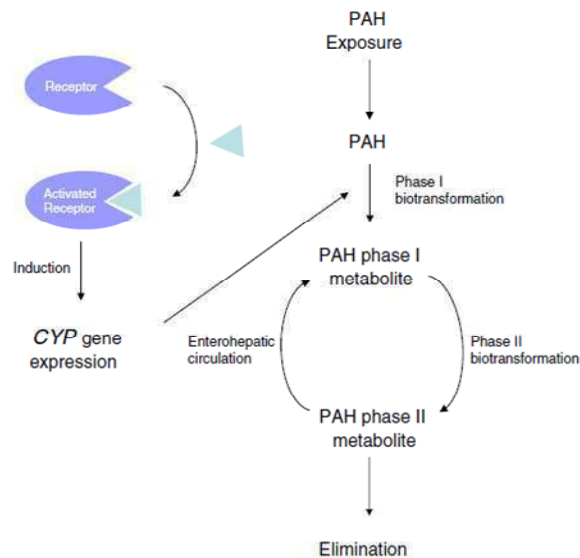 PAH
Exposure
Receptor
PAH
Phase I
biotransformation
Activated
Receptor
Induction
PAH phase I
metabolite
CYP gene
expression
Enterohepatic
circulation
Phase II
biotransformation
PAH phase II
metabolite
Elimination